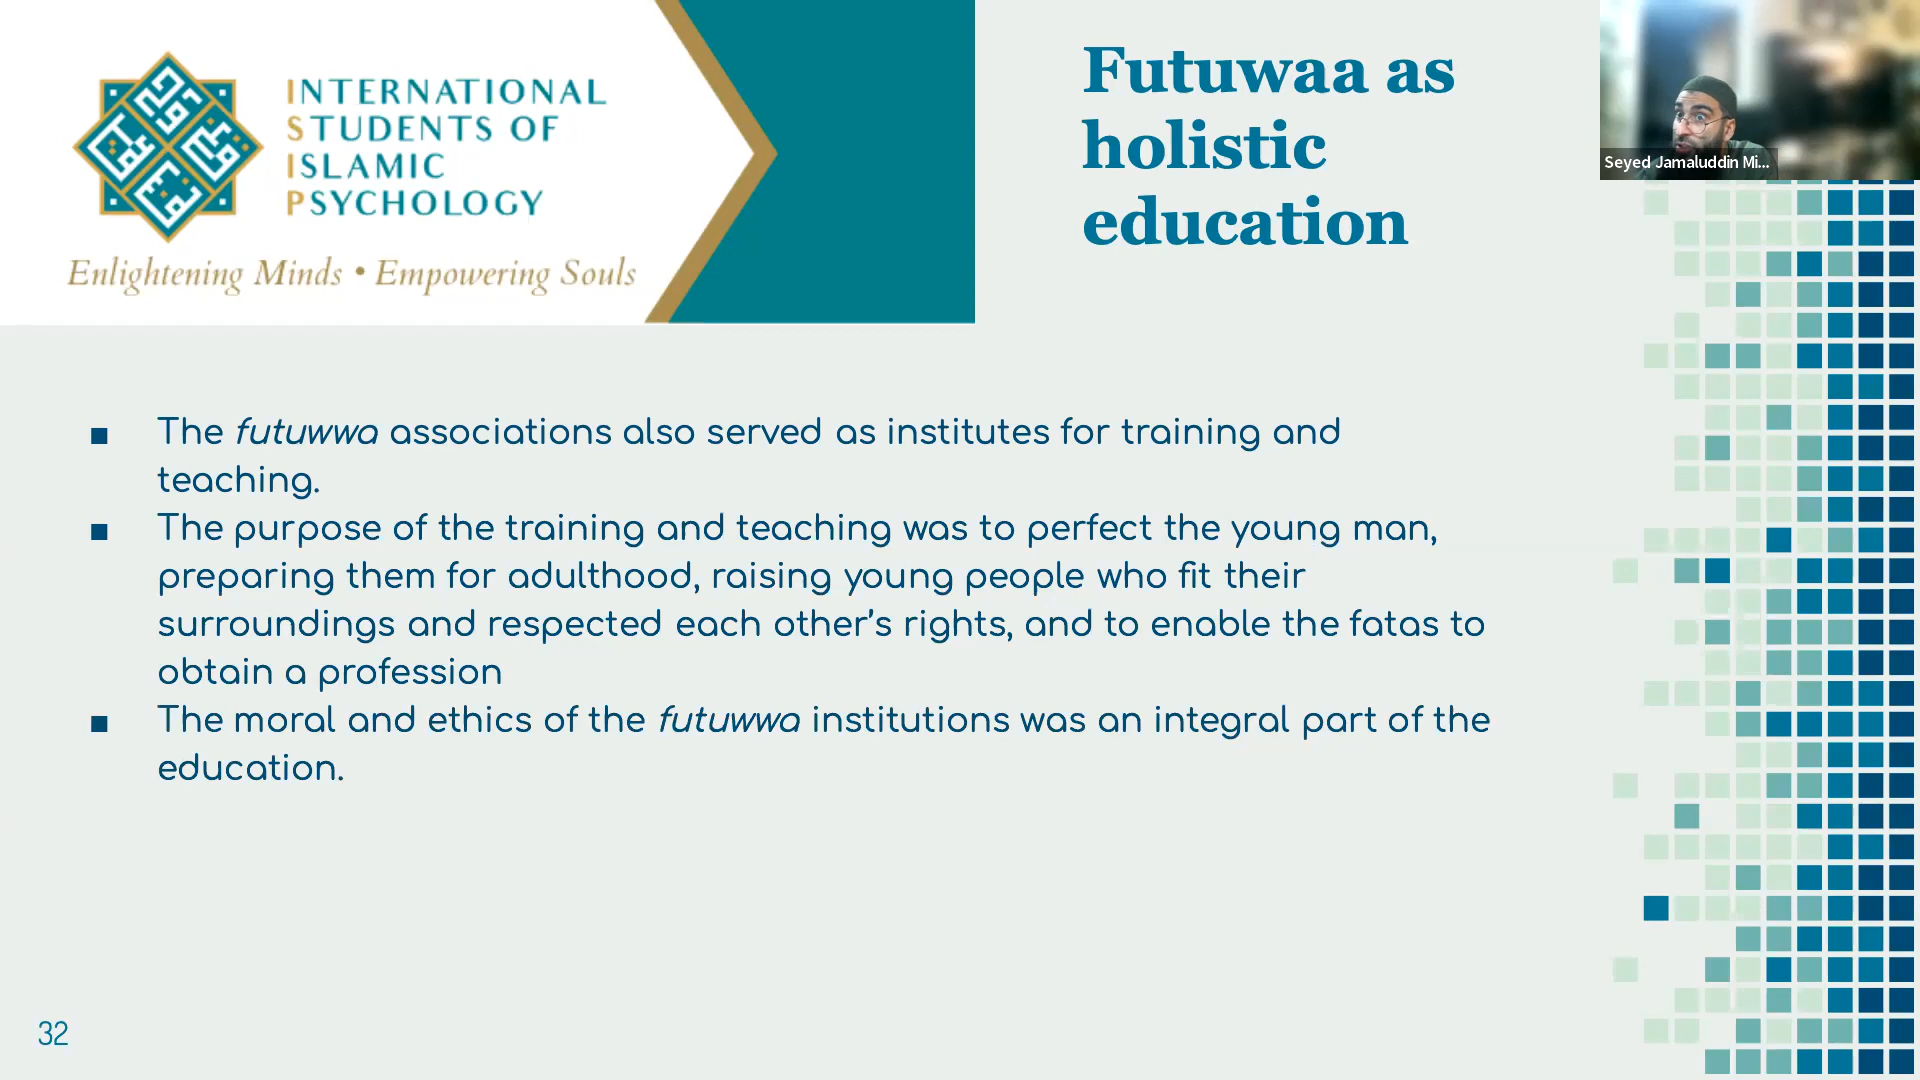 INTERNATIONAL
STUDENTS OF
ISLAMIC
PSYCHOLOGY
Enlightening Minds • Empowering Souls
Futuwaa as
holistic
education
Seyed Jamaluddin Mi...
■ The futuwwa associations also served as institutes for training and
teaching.
■ The purpose of the training and teaching was to perfect the young man,
preparing them for adulthood, raising young people who fit their
surroundings and respected each other’s rights, and to enable the fatas to
obtain a profession
■ The moral and ethics of the futuwwa institutions was an integral part of the
education.
32